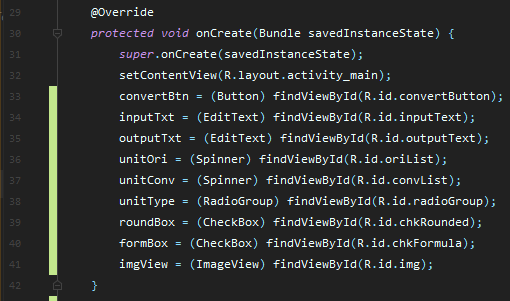 29 @Override
30 protected void onCreate(Bundle savedInstanceState) {
31 super.onCreate(savedInstanceState);
32 setContentView(R.layout.activity_main);
33 convertBtn = (Button) findViewById(R.id.convertButton);
34 inputTxt = (EditText) findViewById(R.id.inputText);
35 outputTxt = (EditText) findViewById(R.id.outputText);
36 unitOri = (Spinner) findViewById(R.id.oriList);
37 unitConv = (Spinner) findViewById(R.id.convList);
38 unitType = (RadioGroup) findViewById(R.id.radioGroup);
39 roundBox = (CheckBox) findViewById(R.id.chkRounded);
40 formBox = (CheckBox) findViewById(R.id.chkFormula);
41 imgView = (ImageView) findViewById(R.id.img);
42 }